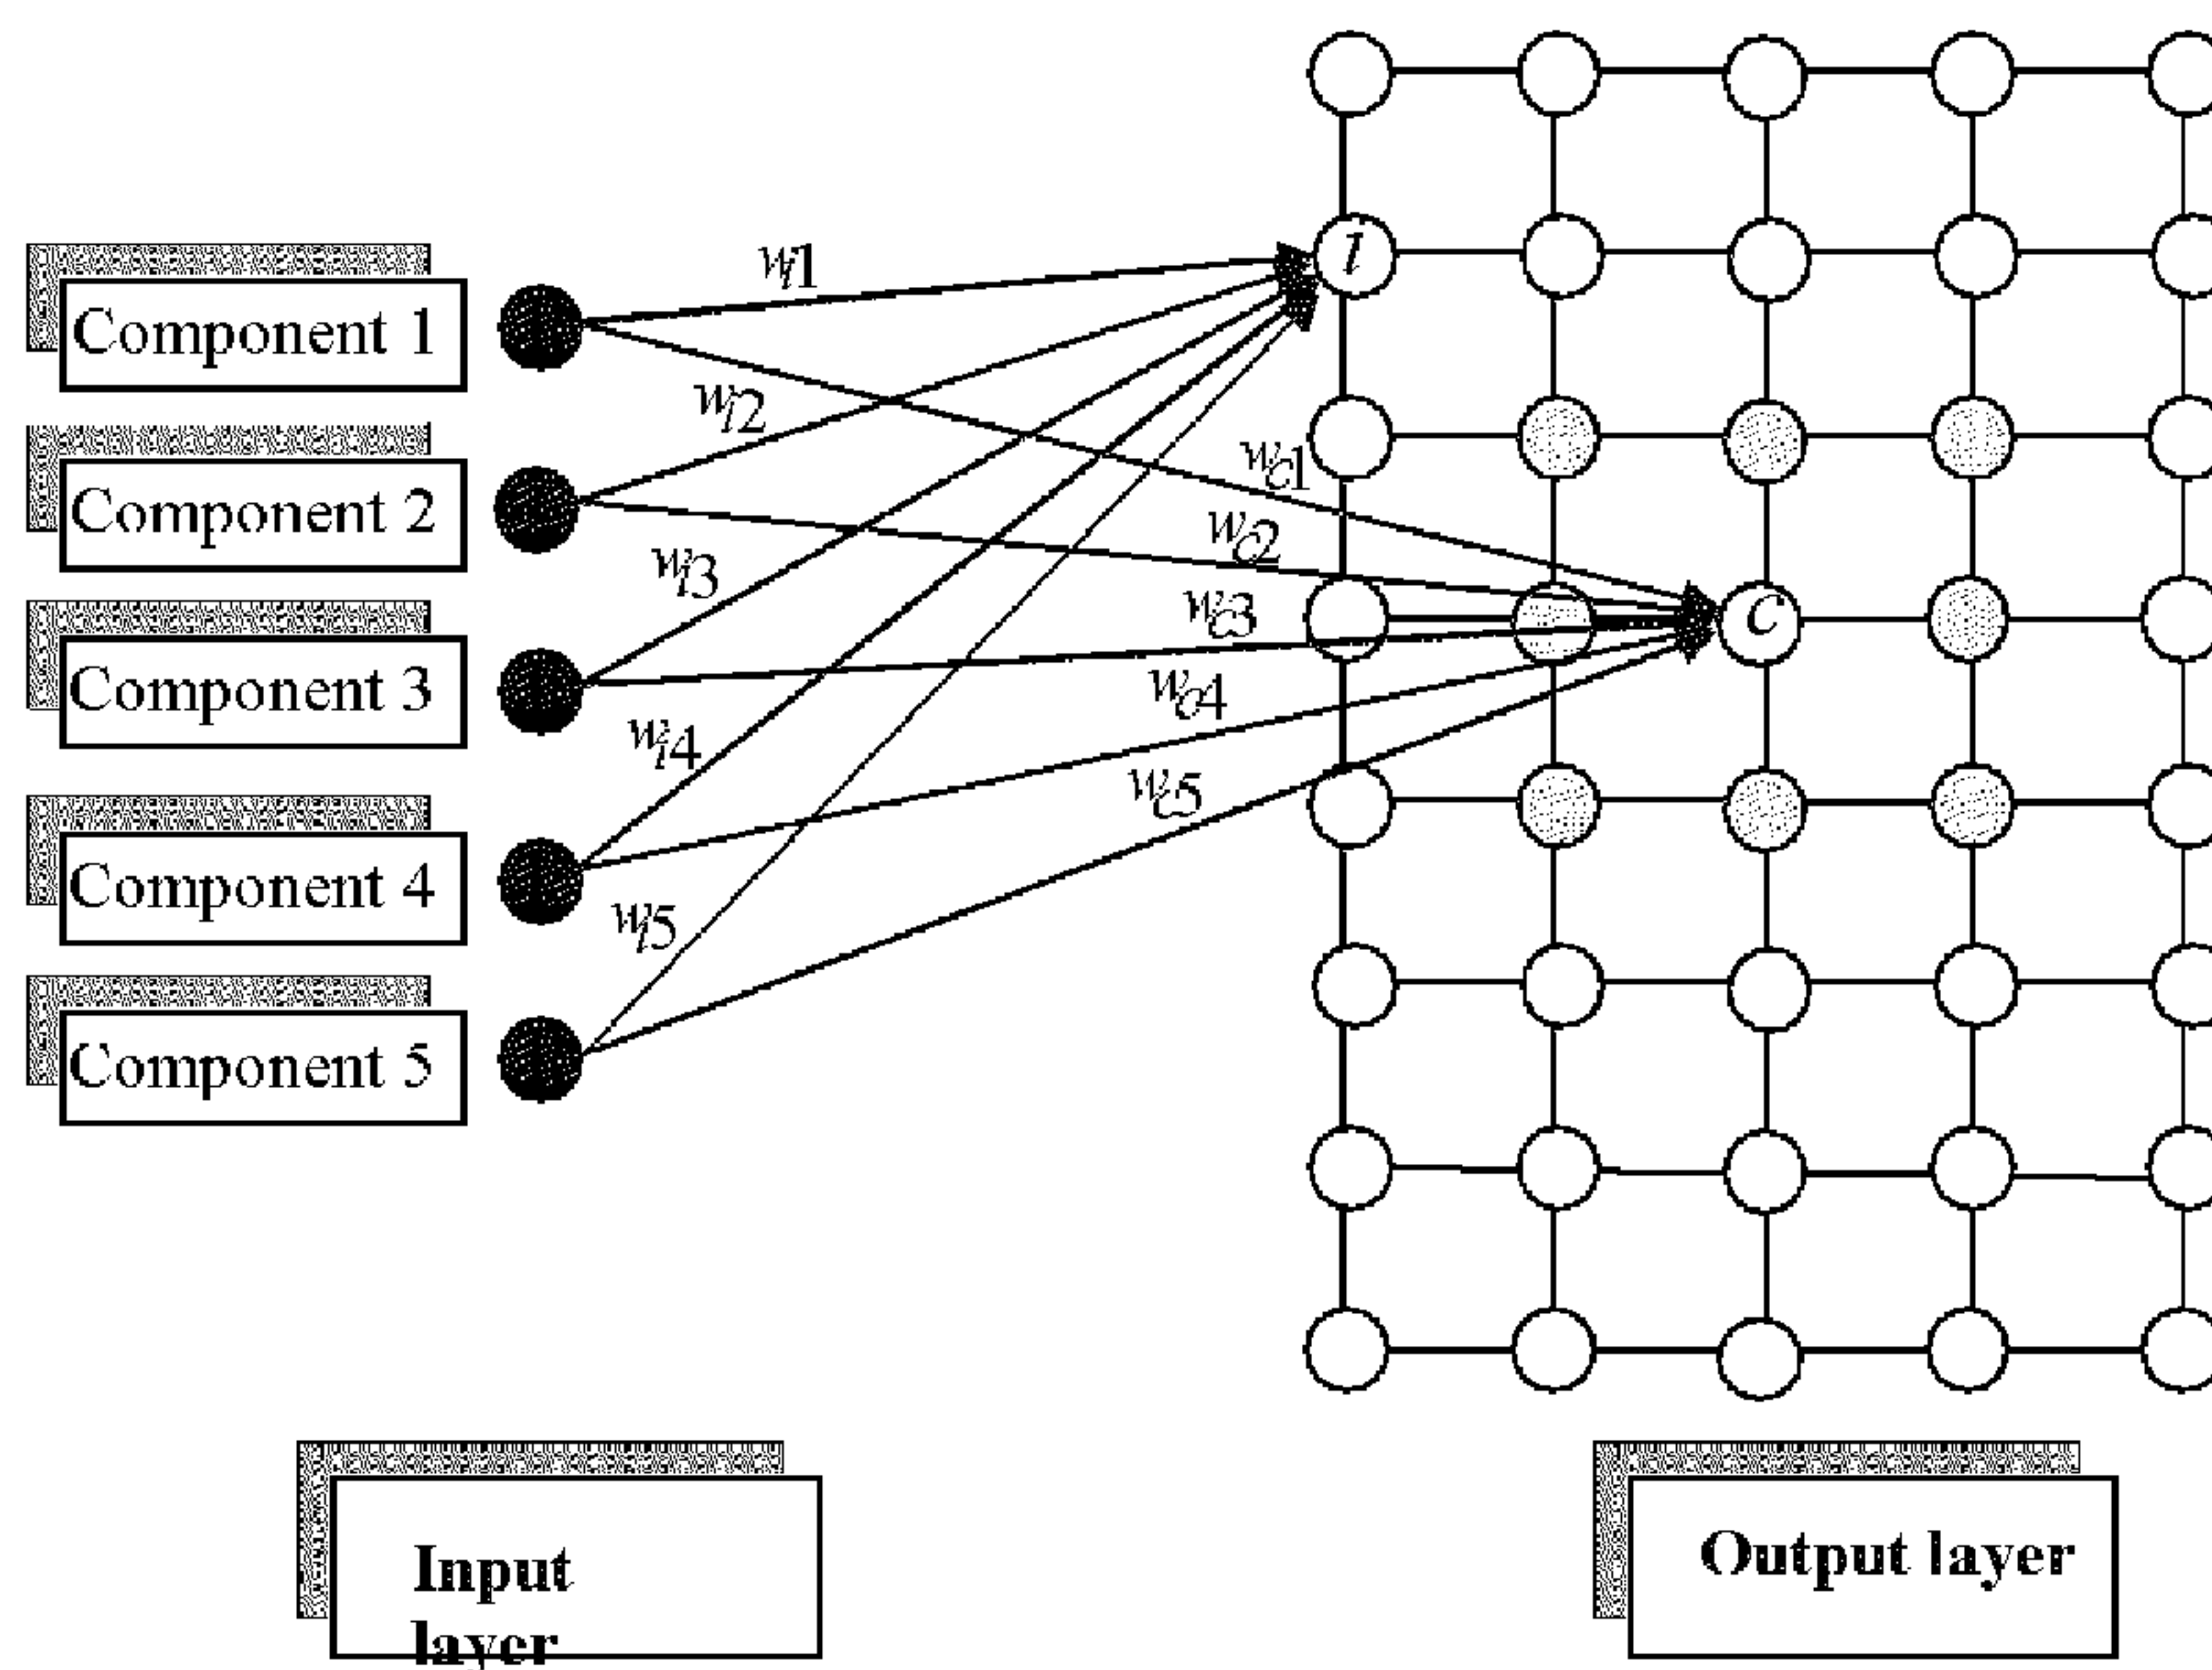 Component 1
Component 2
Component 3
Component 4
Component 5
wi1
wi2
wi3
wi4
wi5
wc1
wc2
wc3
wc4
wc5
i
c
Input
layer
Output layer